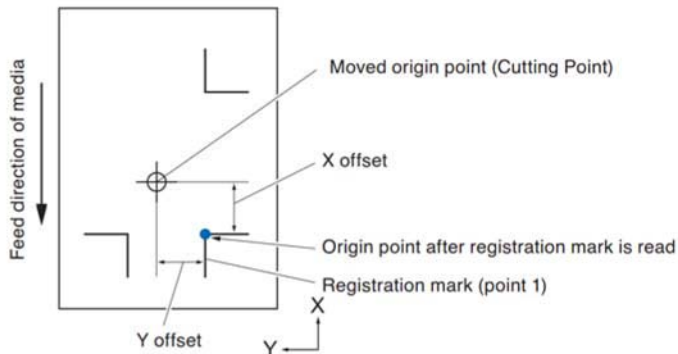 Moved origin point (Cutting Point)
Feed direction of media
X offset
Origin point after registration mark is read
Registration mark (point 1)
X
Y offset
Y